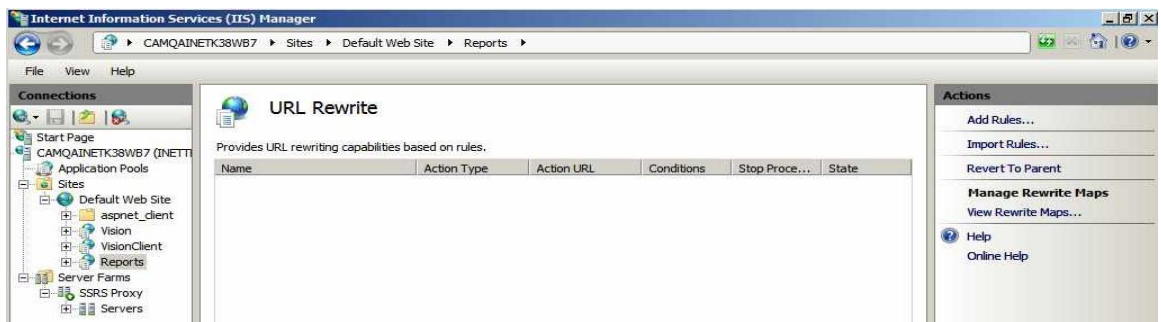 Internet Information Services (IIS) Manager
CAMQAINETK38WB7 Sites Default Web Site Reports
File View Help
Connections
Start Page
CAMQAINETK38WB7 (INETTI
Application Pools
Sites
Default Web Site
aspnet_client
Vision
VisionClient
Reports
Server Farms
SSRS Proxy
Servers
URL Rewrite
Provides URL rewriting capabilities based on rules.
Name Action Type Action URL Conditions Stop Proce... State
Actions
Add Rules...
Import Rules...
Revert To Parent
Manage Rewrite Maps
View Rewrite Maps...
Help
Online Help